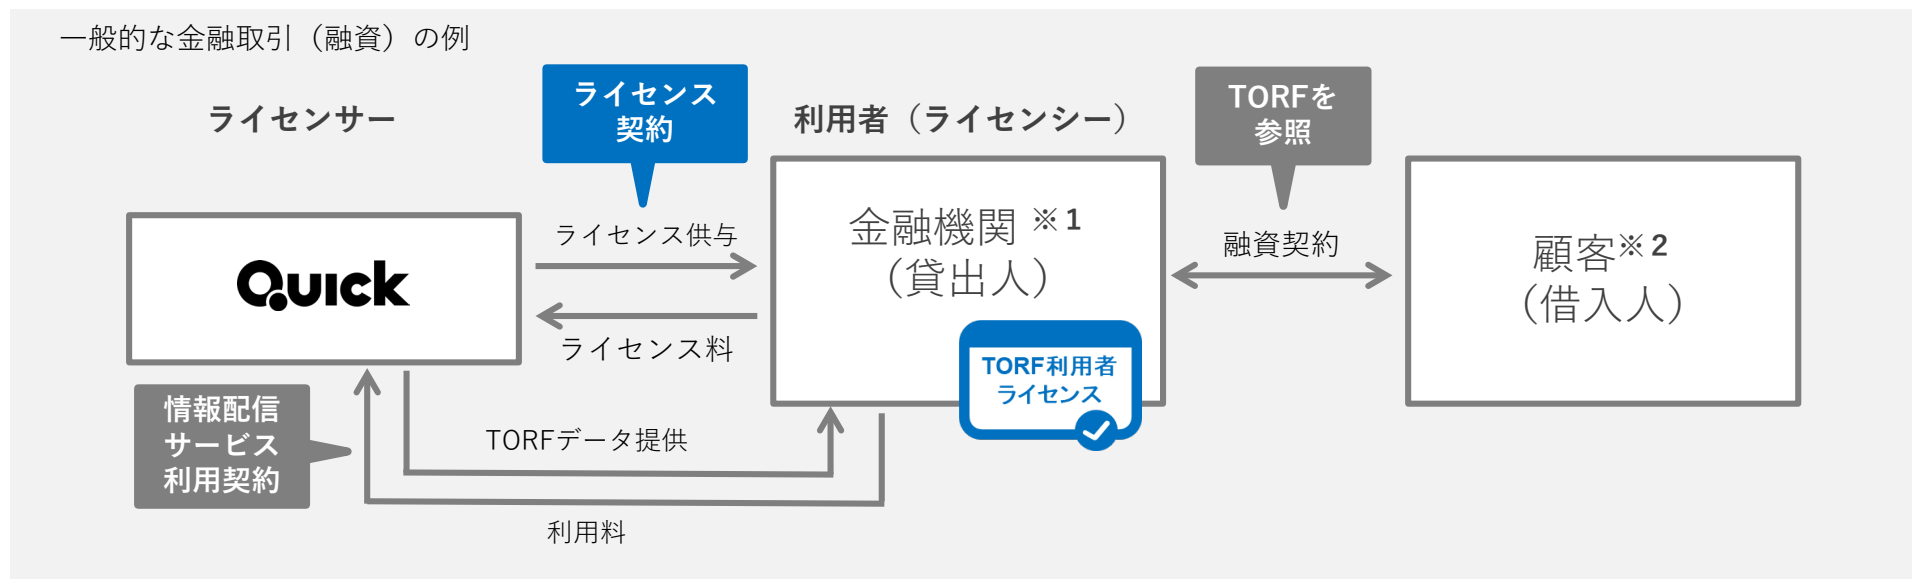 一般的な金融取引（融資）の例
ライセンサー
ライセンス
契約
利用者（ライセンシー）
TORFを
参照
QUICK
ライセンス供与
ライセンス料
金融機関※1
（貸出人）
TORF利用者
ライセンス
融資契約
顧客※2
（借入人）
情報配信
サービス
利用契約
TORFデータ提供
利用料